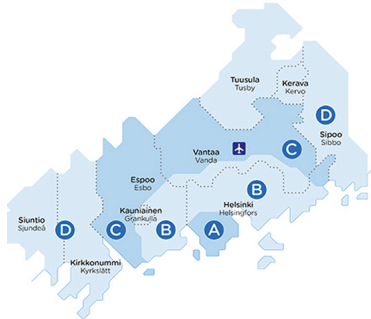 Tuusula
Tusby
Kerava
Kervo
D
Sipoo
Sibbo
Vantaa
Vanda
C
Espoo
Esbo
B
Helsinki
Helsingfors
Kauniainen
Grankulla
Siuntio
Sjundeå
D
C
B
A
Kirkkonummi
Kyrkslätt